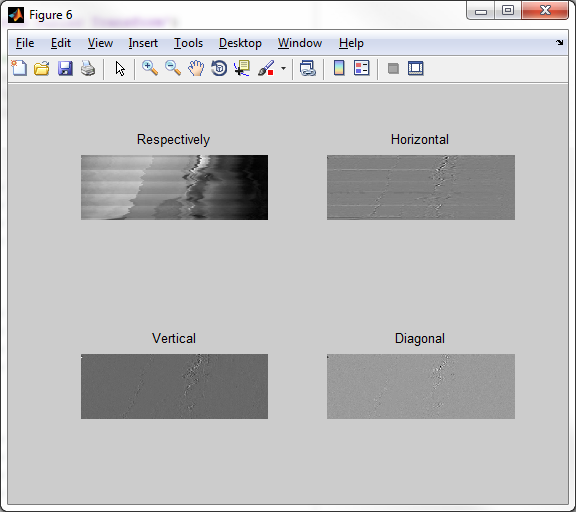 Figure 6
File Edit View Insert Tools Desktop Window Help
Respectively Horizontal
Vertical Diagonal